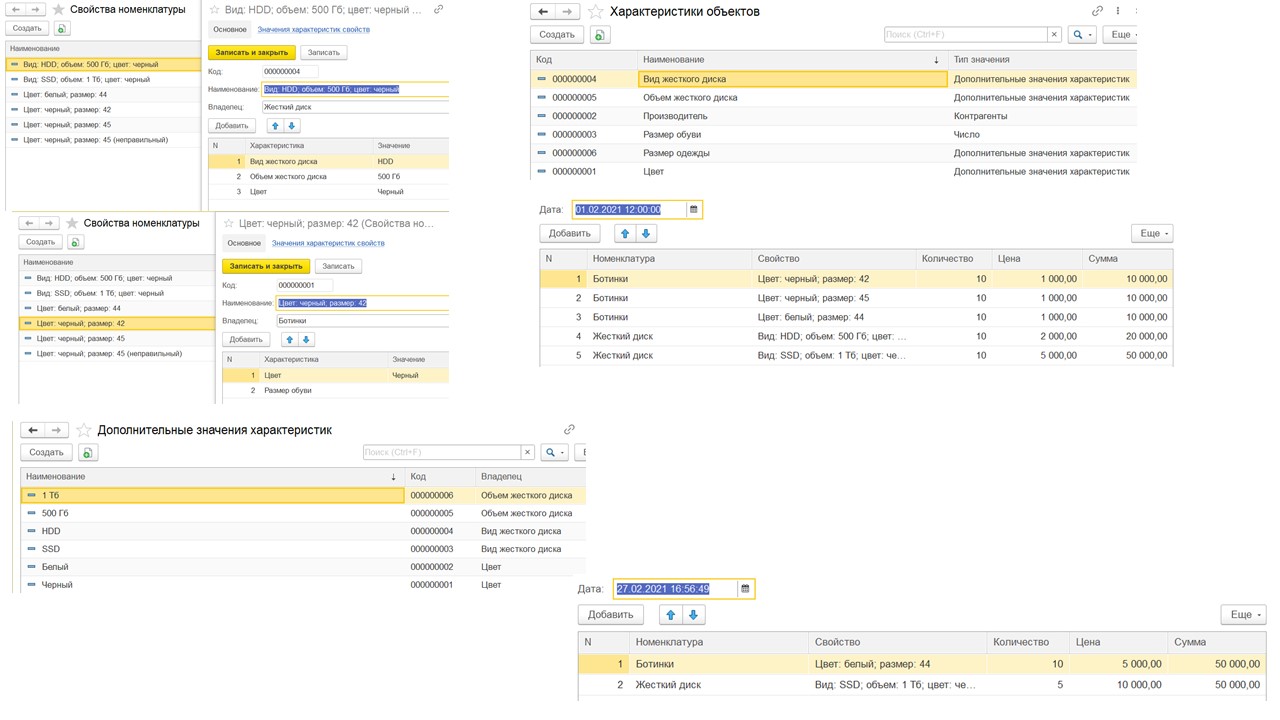 Свойства номенклатуры
Создать
Наименование
Вид: HDD; объем: 500 Гб; цвет: черный
Вид: SSD; объем: 1 Тб; цвет: черный
Цвет: белый; размер: 44
Цвет: черный; размер: 42
Цвет: черный; размер: 45
Цвет: черный; размер: 45 (неправильный)
Вид: HDD; объем: 500 Гб; цвет: черный ...
Основное Значения характеристик свойств
Записать и закрыть Записать
Код: 000000004
Наименование: Вид: HDD; объем: 500 Гб; цвет: черный
Владелец: Жесткий диск
Добавить
N Характеристика Значение
1 Вид жесткого диска HDD
2 Объем жесткого диска 500 Гб
3 Цвет Черный
Характеристики объектов
Создать Поиск (Ctrl+F) × Еще
Код Наименование ↓ Тип значения
000000004 Вид жесткого диска Дополнительные значения характеристик
000000005 Объем жесткого диска Дополнительные значения характеристик
000000002 Производитель Контрагенты
000000003 Размер обуви Число
000000006 Размер одежды Дополнительные значения характеристик
000000001 Цвет Дополнительные значения характеристик
Свойства номенклатуры
Создать
Наименование
Вид: HDD; объем: 500 Гб; цвет: черный
Вид: SSD; объем: 1 Тб; цвет: черный
Цвет: белый; размер: 44
Цвет: черный; размер: 42
Цвет: черный; размер: 45
Цвет: черный; размер: 45 (неправильный)
Цвет: черный; размер: 42 (Свойства но...
Основное Значения характеристик свойств
Записать и закрыть Записать
Код: 000000001
Наименование: Цвет: черный; размер: 42
Владелец: Ботинки
Добавить
N Характеристика Значение
1 Цвет Черный
2 Размер обуви
Дата: 01.02.2021 12:00:00
Добавить Еще
N Номенклатура Свойство Количество Цена Сумма
1 Ботинки Цвет: черный; размер: 42 10 1 000,00 10 000,00
2 Ботинки Цвет: черный; размер: 45 10 1 000,00 10 000,00
3 Ботинки Цвет: белый; размер: 44 10 1 000,00 10 000,00
4 Жесткий диск Вид: HDD; объем: 500 Гб; цвет: ... 10 2 000,00 20 000,00
5 Жесткий диск Вид: SSD; объем: 1 Тб; цвет: че... 10 5 000,00 50 000,00
Дополнительные значения характеристик
Создать Поиск (Ctrl+F) ×
Наименование ↓ Код Владелец
1 Тб 000000006 Объем жесткого диска
500 Гб 000000005 Объем жесткого диска
HDD 000000004 Вид жесткого диска
SSD 000000003 Вид жесткого диска
Белый 000000002 Цвет
Черный 000000001 Цвет
Дата: 27.02.2021 16:56:49
Добавить Еще
N Номенклатура Свойство Количество Цена Сумма
1 Ботинки Цвет: белый; размер: 44 10 5 000,00 50 000,00
2 Жесткий диск Вид: SSD; объем: 1 Тб; цвет: че... 5 10 000,00 50 000,00